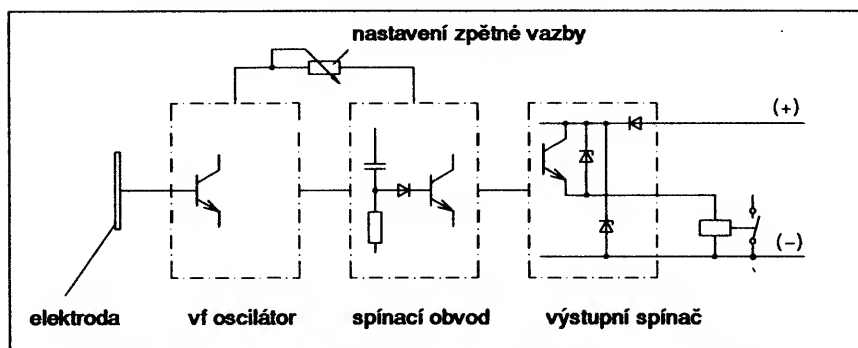 nastavení zpětné vazby
(+)
(-)
elektroda
vf oscilátor
spínací obvod
výstupní spínač